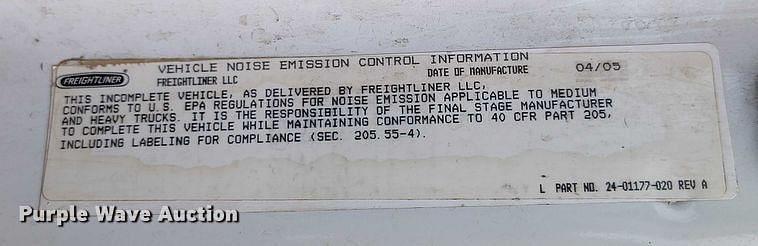 FREIGHTLINER
VEHICLE NOISE EMISSION CONTROL INFORMATION
FREIGHTLINER LLC
DATE OF MANUFACTURE 04/05
THIS INCOMPLETE VEHICLE, AS DELIVERED BY FREIGHTLINER LLC,
CONFORMS TO U.S. EPA REGULATIONS FOR NOISE EMISSION APPLICABLE TO MEDIUM
AND HEAVY TRUCKS. IT IS THE RESPONSIBILITY OF THE FINAL STAGE MANUFACTURER
TO COMPLETE THIS VEHICLE WHILE MAINTAINING CONFORMANCE TO 40 CFR PART 205,
INCLUDING LABELING FOR COMPLIANCE (SEC. 205.55-4).
L PART NO. 24-01177-020 REV A
Purple Wave Auction